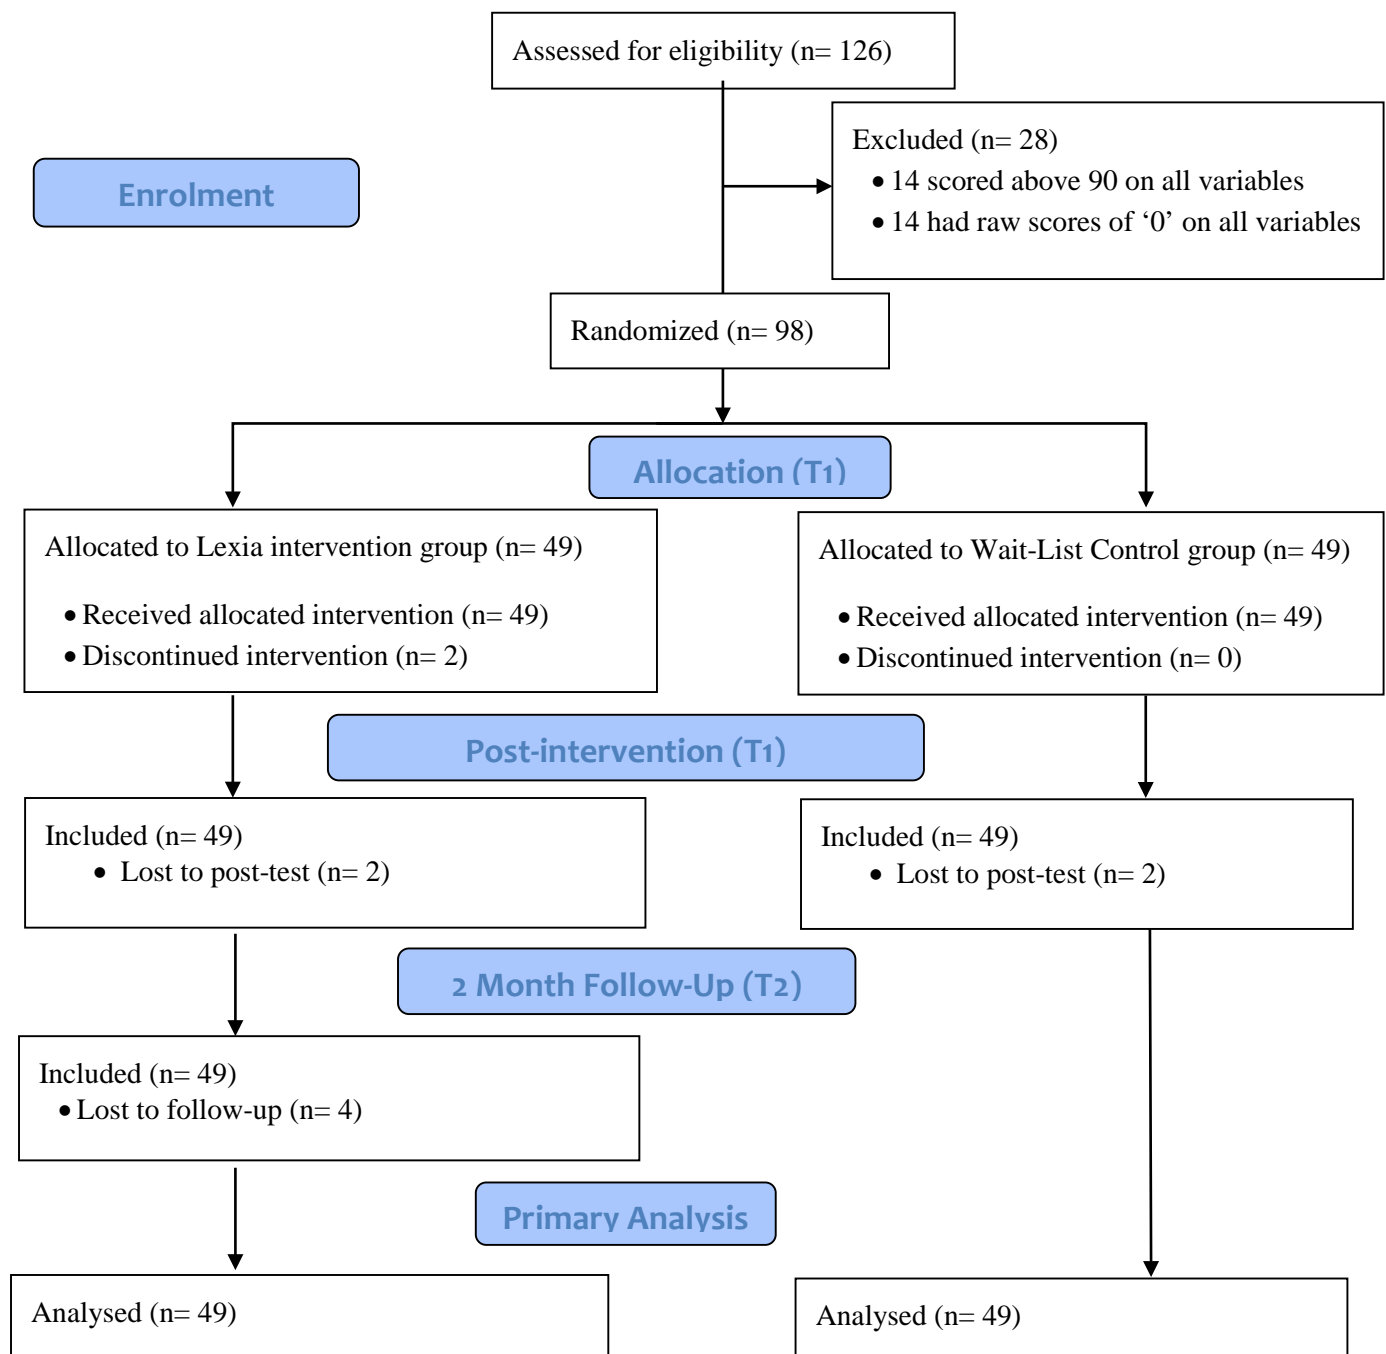 Assessed for eligibility (n= 126)
Excluded (n= 28)
• 14 scored above 90 on all variables
• 14 had raw scores of ‘0’ on all variables
Enrolment
Randomized (n= 98)
Allocation (T1)
Allocated to Lexia intervention group (n= 49)
• Received allocated intervention (n= 49)
• Discontinued intervention (n= 2)
Allocated to Wait-List Control group (n= 49)
• Received allocated intervention (n= 49)
• Discontinued intervention (n= 0)
Post-intervention (T1)
Included (n= 49)
• Lost to post-test (n= 2)
Included (n= 49)
• Lost to post-test (n= 2)
2 Month Follow-Up (T2)
Included (n= 49)
• Lost to follow-up (n= 4)
Primary Analysis
Analysed (n= 49)
Analysed (n= 49)